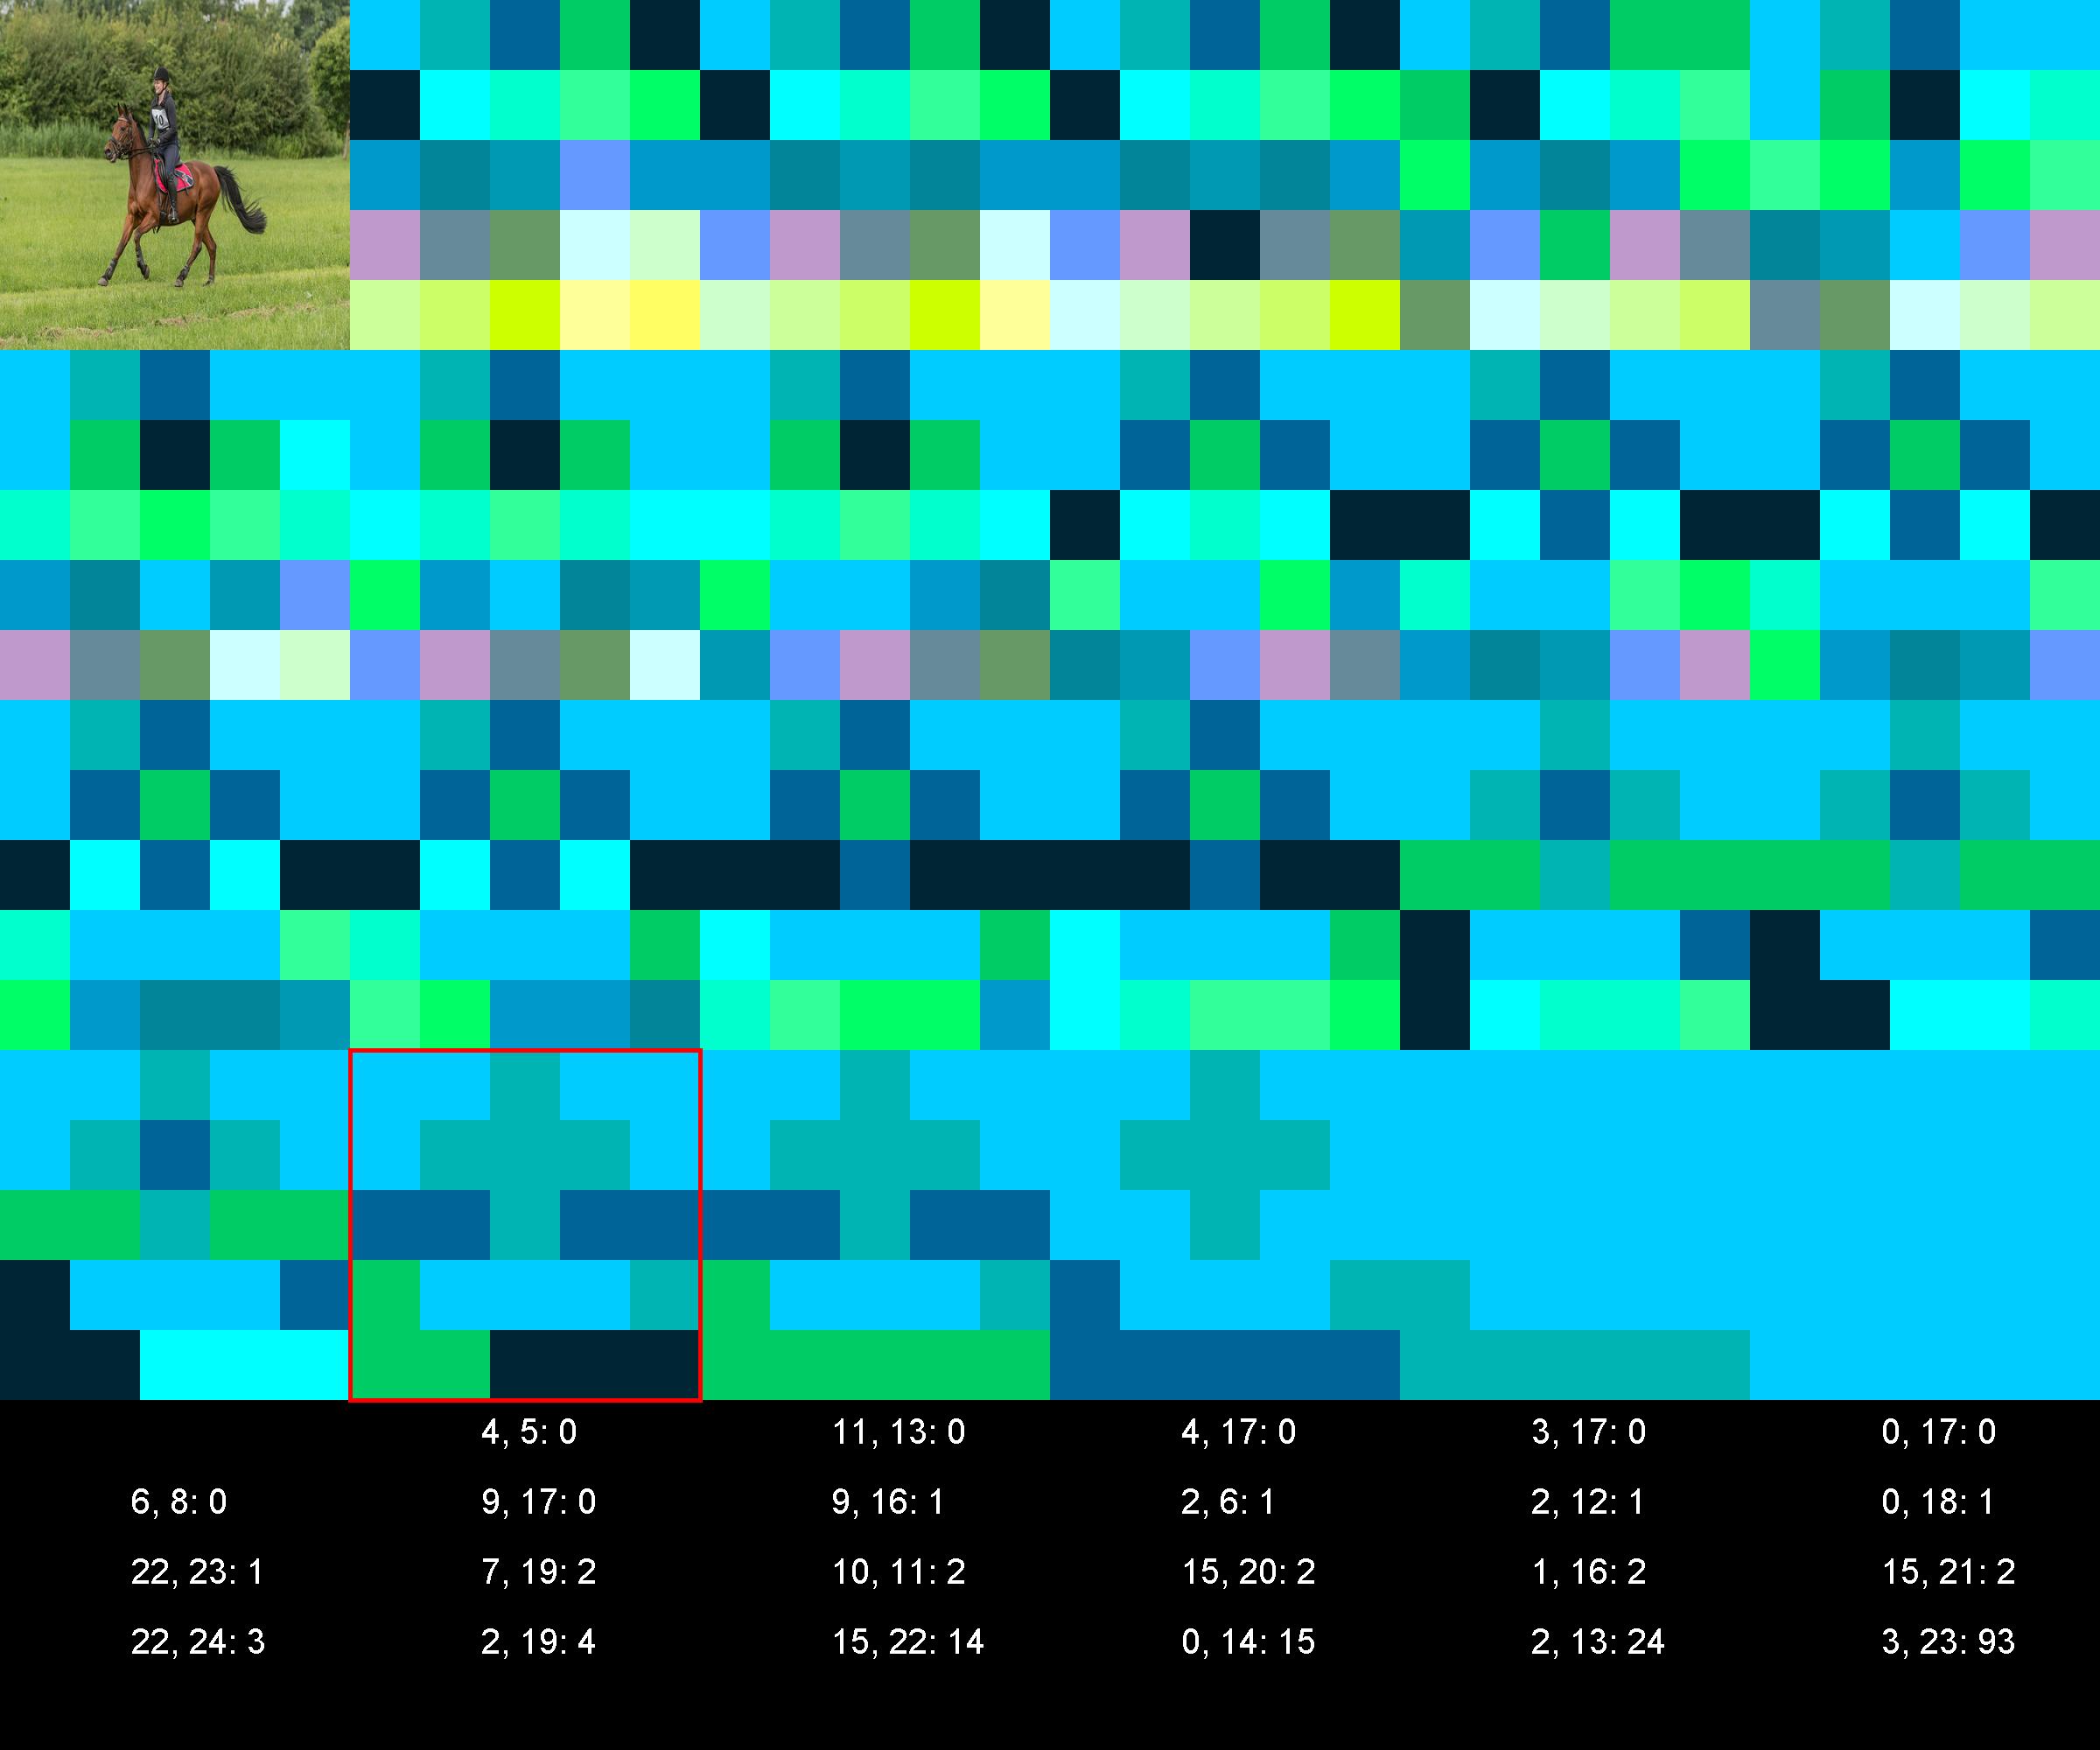 10
4, 5: 0 11, 13: 0 4, 17: 0 3, 17: 0 0, 17: 0
6, 8: 0 9, 17: 0 9, 16: 1 2, 6: 1 2, 12: 1 0, 18: 1
22, 23: 1 7, 19: 2 10, 11: 2 15, 20: 2 1, 16: 2 15, 21: 2
22, 24: 3 2, 19: 4 15, 22: 14 0, 14: 15 2, 13: 24 3, 23: 93